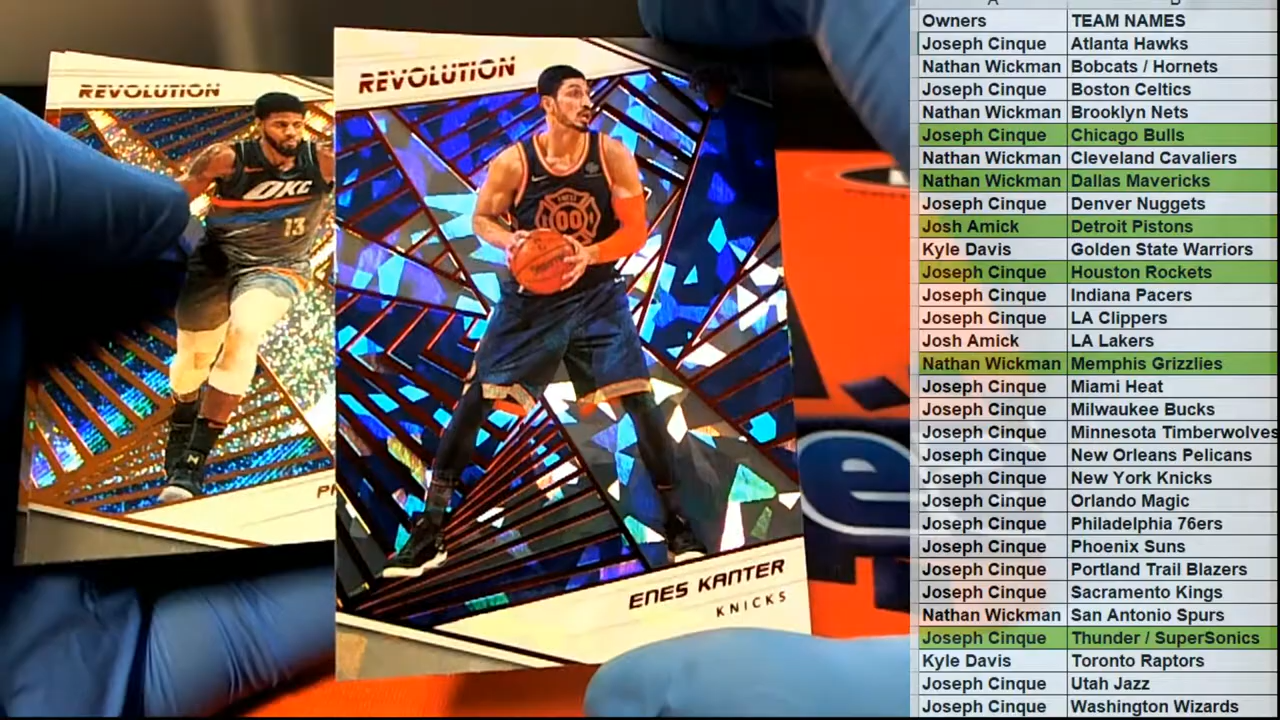 REVOLUTION
OKC
13
REVOLUTION
00
ENES KANTER
KNICKS
e
Owners TEAM NAMES
Joseph Cinque Atlanta Hawks
Nathan Wickman Bobcats / Hornets
Joseph Cinque Boston Celtics
Nathan Wickman Brooklyn Nets
Joseph Cinque Chicago Bulls
Nathan Wickman Cleveland Cavaliers
Nathan Wickman Dallas Mavericks
Joseph Cinque Denver Nuggets
Josh Amick Detroit Pistons
Kyle Davis Golden State Warriors
Joseph Cinque Houston Rockets
Joseph Cinque Indiana Pacers
Joseph Cinque LA Clippers
Josh Amick LA Lakers
Nathan Wickman Memphis Grizzlies
Joseph Cinque Miami Heat
Joseph Cinque Milwaukee Bucks
Joseph Cinque Minnesota Timberwolves
Joseph Cinque New Orleans Pelicans
Joseph Cinque New York Knicks
Joseph Cinque Orlando Magic
Joseph Cinque Philadelphia 76ers
Joseph Cinque Phoenix Suns
Joseph Cinque Portland Trail Blazers
Joseph Cinque Sacramento Kings
Nathan Wickman San Antonio Spurs
Joseph Cinque Thunder / SuperSonics
Kyle Davis Toronto Raptors
Joseph Cinque Utah Jazz
Joseph Cinque Washington Wizards